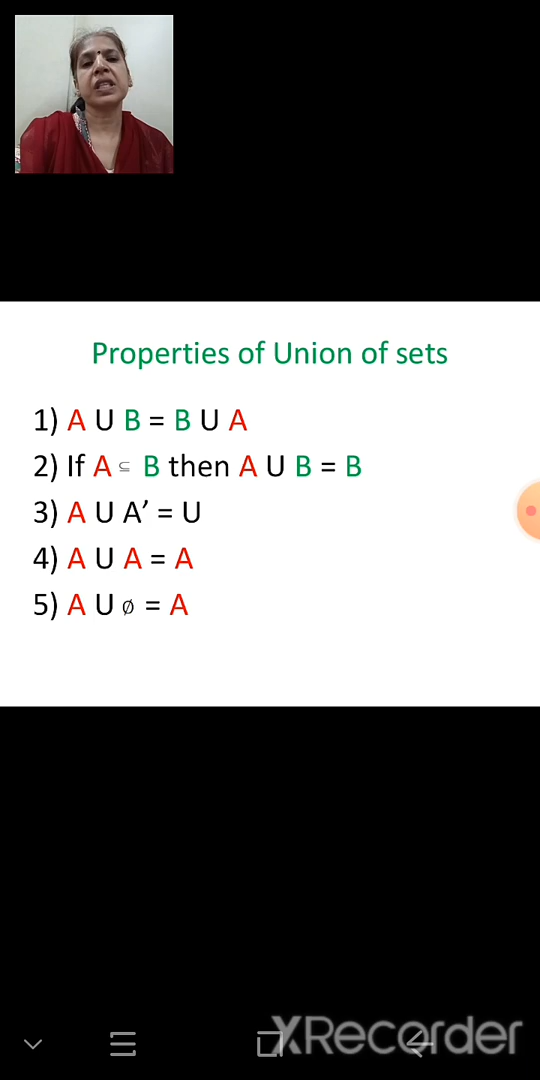 Properties of Union of sets
1) A U B = B U A
2) If A ⊆ B then A U B = B
3) A U A’ = U
4) A U A = A
5) A U ∅ = A
XRecorder